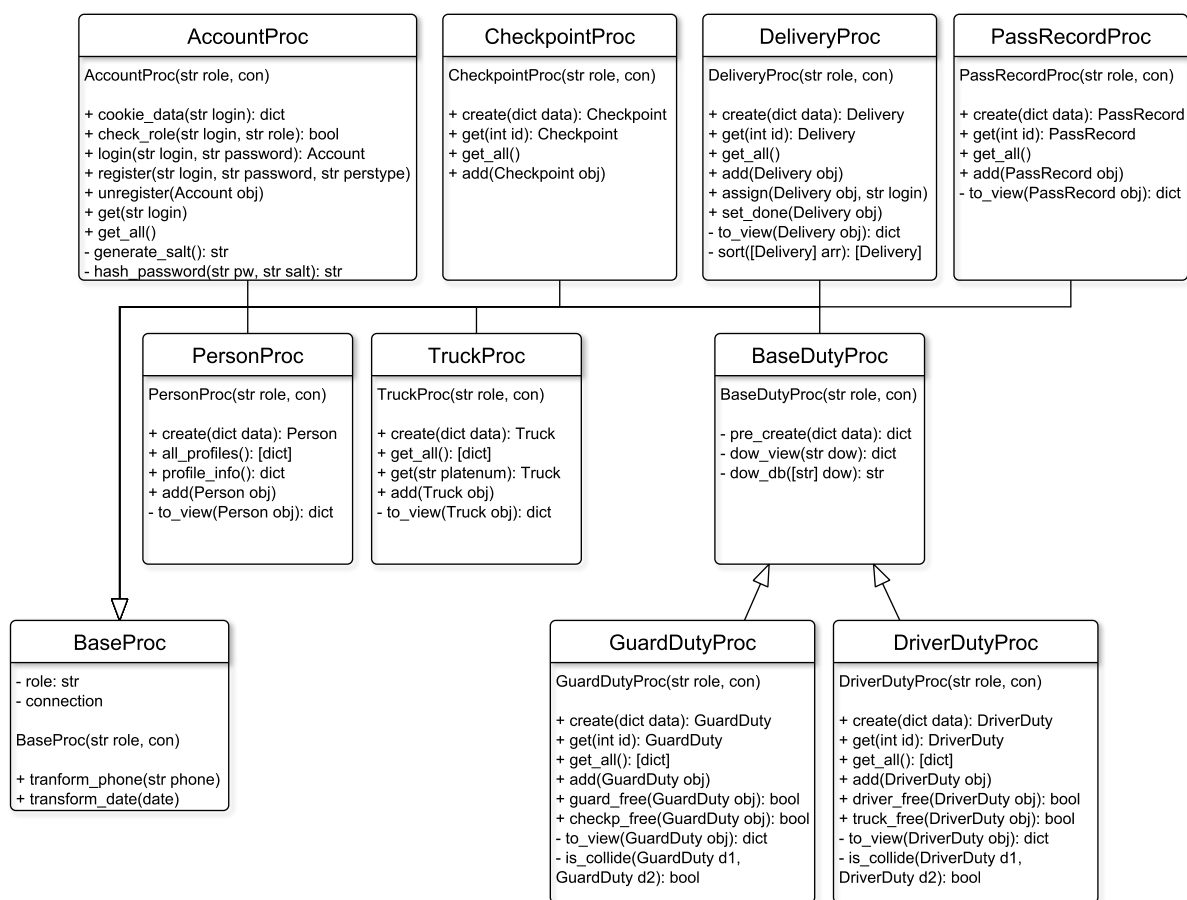 AccountProc
AccountProc(str role, con)
+ cookie_data(str login): dict
+ check_role(str login, str role): bool
+ login(str login, str password): Account
+ register(str login, str password, str perstype)
+ unregister(Account obj)
+ get(str login)
+ get_all()
- generate_salt(): str
- hash_password(str pw, str salt): str
CheckpointProc
CheckpointProc(str role, con)
+ create(dict data): Checkpoint
+ get(int id): Checkpoint
+ get_all()
+ add(Checkpoint obj)
DeliveryProc
DeliveryProc(str role, con)
+ create(dict data): Delivery
+ get(int id): Delivery
+ get_all()
+ add(Delivery obj)
+ assign(Delivery obj, str login)
+ set_done(Delivery obj)
- to_view(Delivery obj): dict
- sort([Delivery] arr): [Delivery]
PassRecordProc
PassRecordProc(str role, con)
+ create(dict data): PassRecord
+ get(int id): PassRecord
+ get_all()
+ add(PassRecord obj)
- to_view(PassRecord obj): dict
PersonProc
PersonProc(str role, con)
+ create(dict data): Person
+ all_profiles(): [dict]
+ profile_info(): dict
+ add(Person obj)
- to_view(Person obj): dict
TruckProc
TruckProc(str role, con)
+ create(dict data): Truck
+ get_all(): [dict]
+ get(str platenum): Truck
+ add(Truck obj)
- to_view(Truck obj): dict
BaseDutyProc
BaseDutyProc(str role, con)
- pre_create(dict data): dict
- dow_view(str dow): dict
- dow_db([str] dow): str
BaseProc
- role: str
- connection
BaseProc(str role, con)
+ tranform_phone(str phone)
+ transform_date(date)
GuardDutyProc
GuardDutyProc(str role, con)
+ create(dict data): GuardDuty
+ get(int id): GuardDuty
+ get_all(): [dict]
+ add(GuardDuty obj)
+ guard_free(GuardDuty obj): bool
+ checkp_free(GuardDuty obj): bool
- to_view(GuardDuty obj): dict
- is_collide(GuardDuty d1,
GuardDuty d2): bool
DriverDutyProc
DriverDutyProc(str role, con)
+ create(dict data): DriverDuty
+ get(int id): DriverDuty
+ get_all(): [dict]
+ add(DriverDuty obj)
+ driver_free(DriverDuty obj): bool
+ truck_free(DriverDuty obj): bool
- to_view(DriverDuty obj): dict
- is_collide(DriverDuty d1,
DriverDuty d2): bool